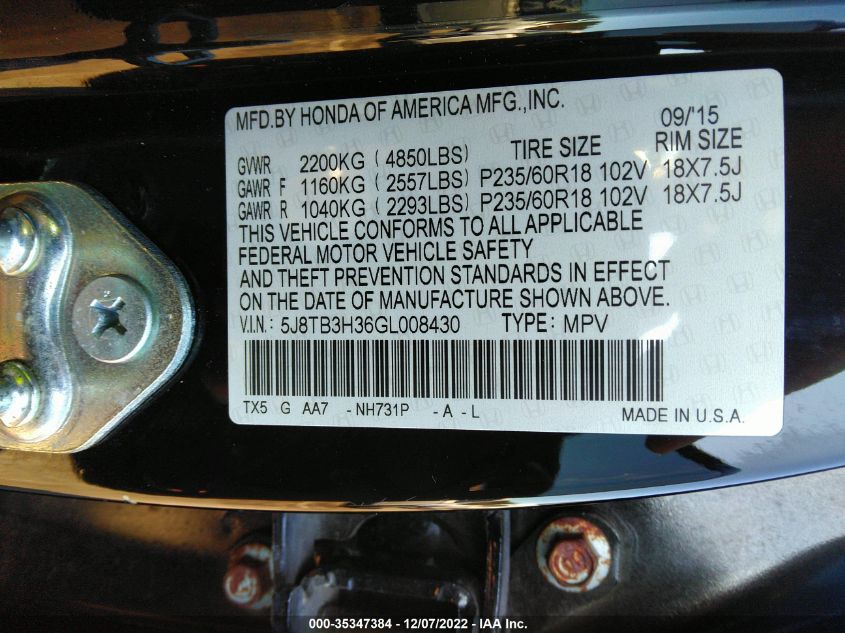 MFD.BY HONDA OF AMERICA MFG.,INC. 09/'15
GVWR 2200KG (4850LBS) TIRE SIZE RIM SIZE
GAWR F 1160KG (2557LBS) P235/60R18 102V 18X7.5J
GAWR R 1040KG (2293LBS) P235/60R18 102V 18X7.5J
THIS VEHICLE CONFORMS TO ALL APPLICABLE
FEDERAL MOTOR VEHICLE SAFETY
AND THEFT PREVENTION STANDARDS IN EFFECT
ON THE DATE OF MANUFACTURE SHOWN ABOVE.
V.I.N.: 5J8TB3H36GL008430 TYPE: MPV
TX5 G AA7 -NH731P -A -L MADE IN U.S.A.
000-35347384 - 12/07/2022 - IAA Inc.